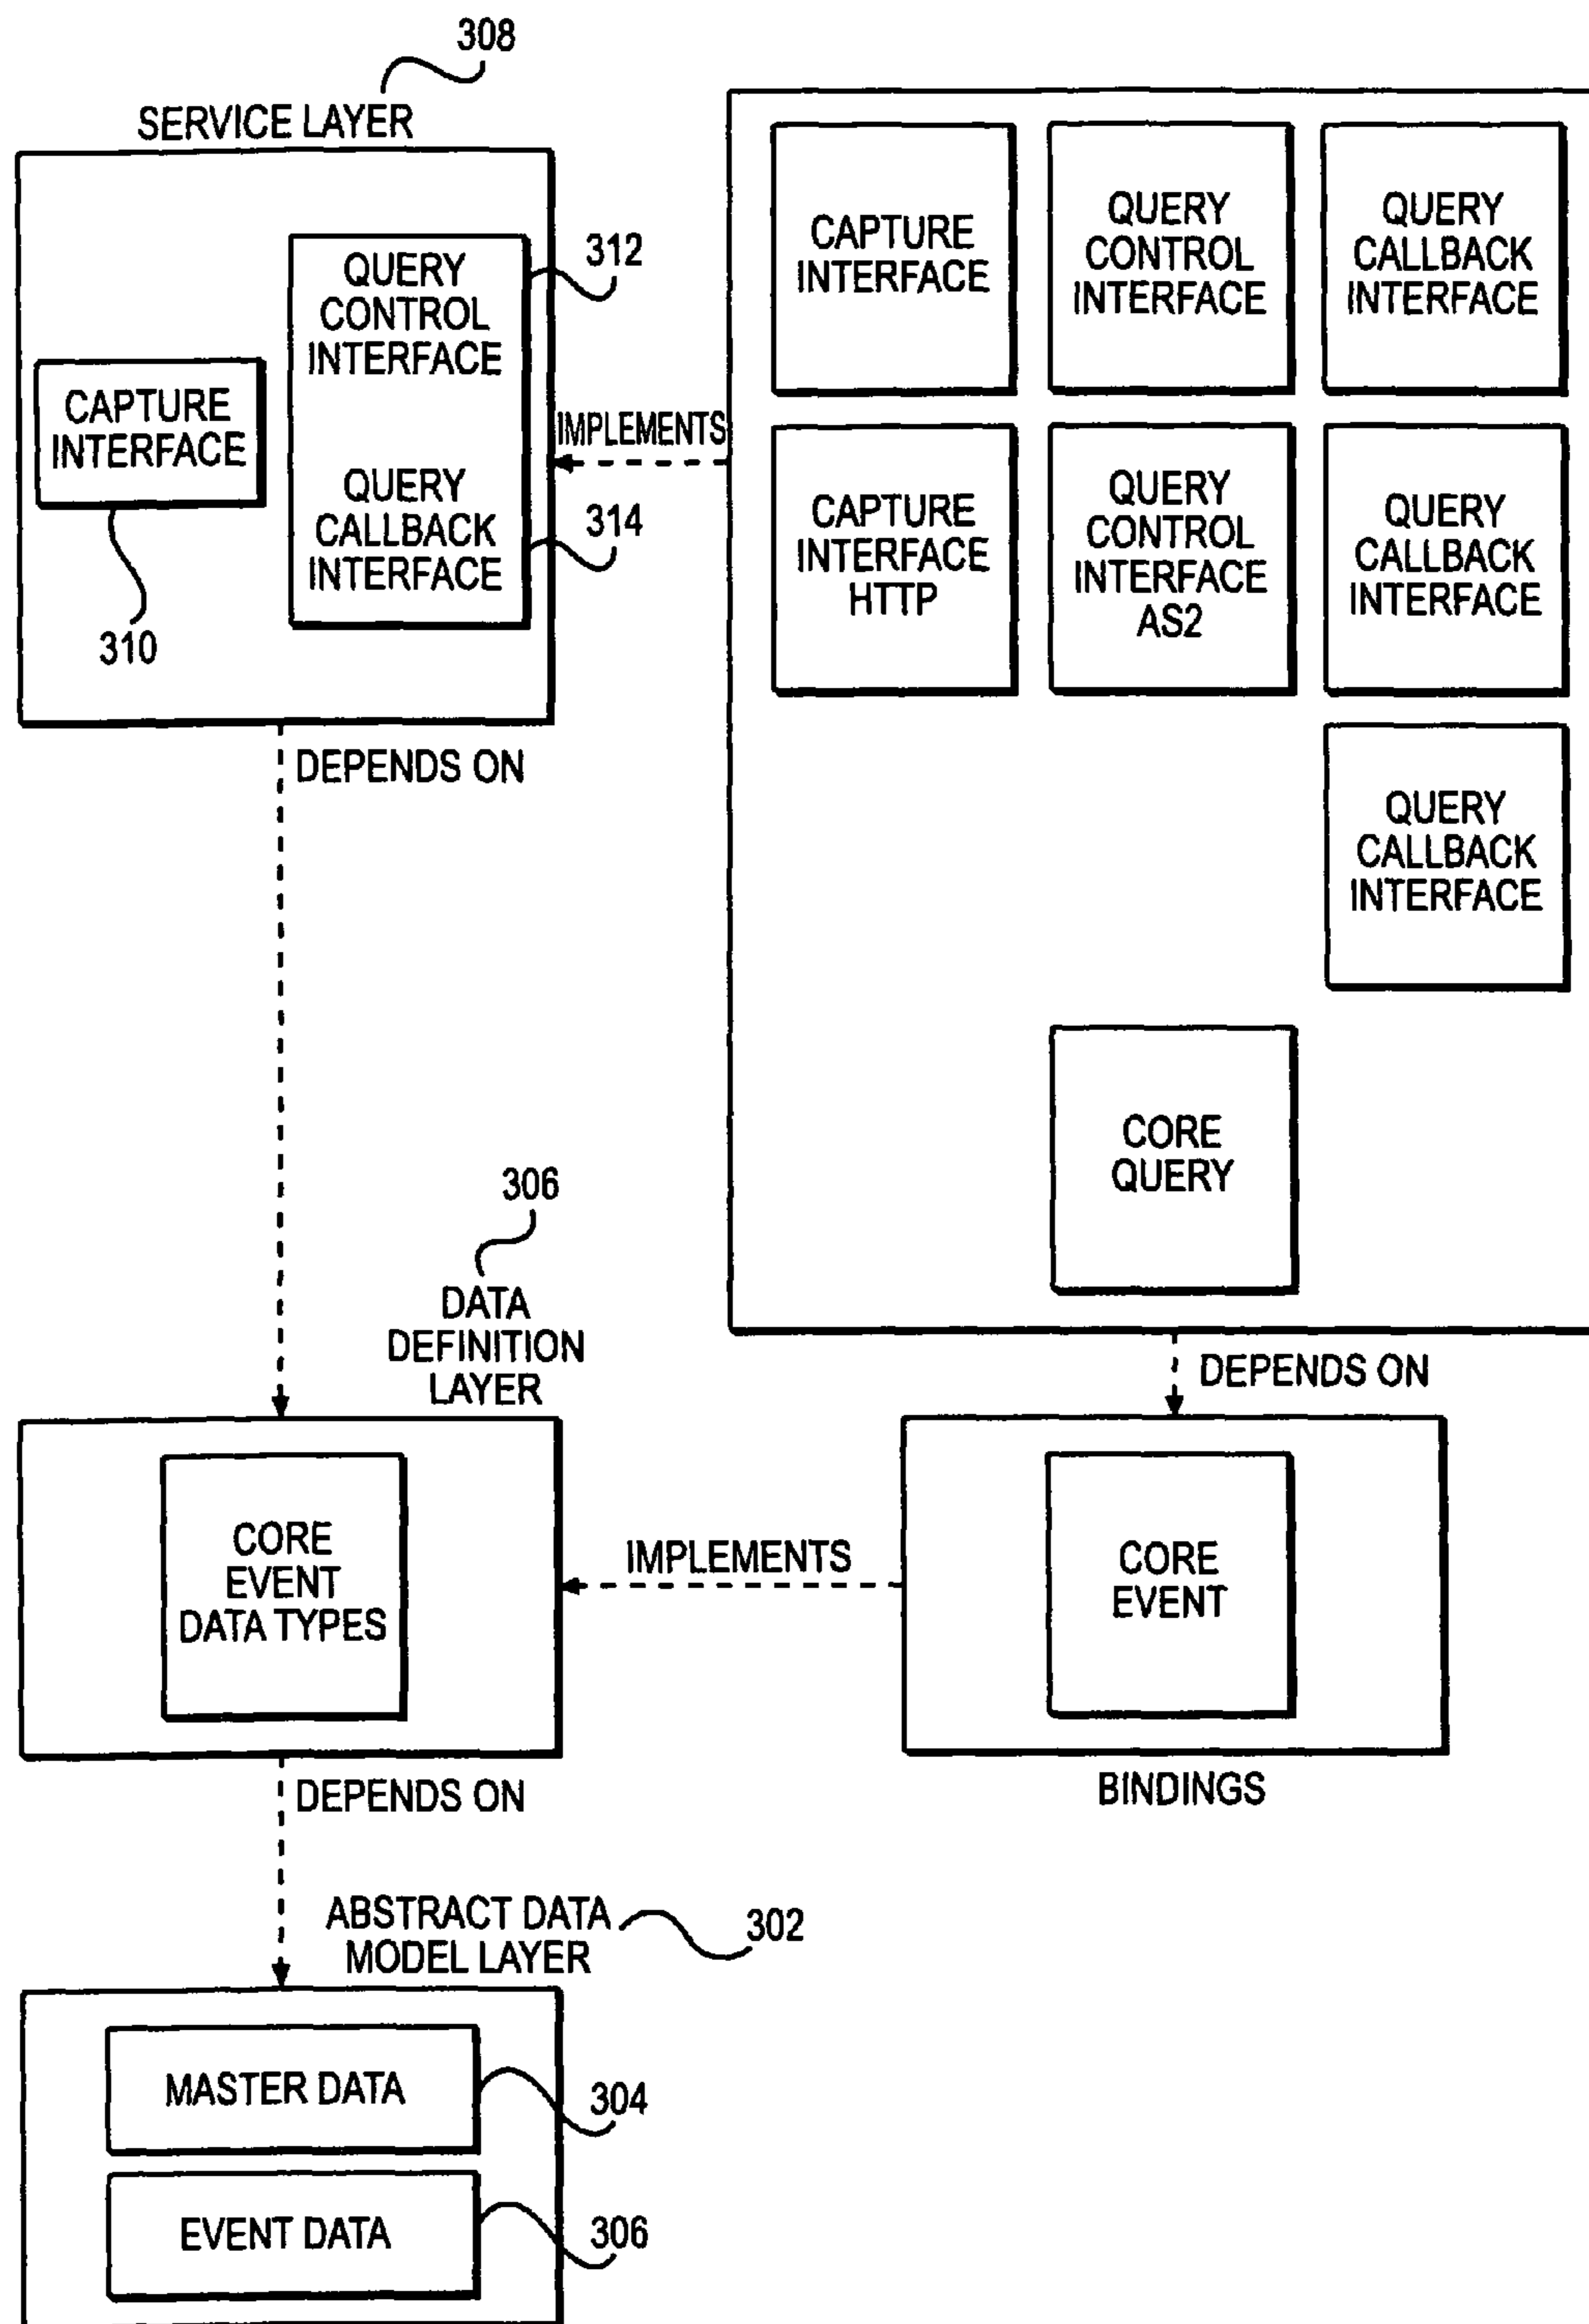 308
SERVICE LAYER
QUERY
CONTROL
INTERFACE
312
CAPTURE
INTERFACE
310
QUERY
CALLBACK
INTERFACE
314
IMPLEMENTS
CAPTURE
INTERFACE
QUERY
CONTROL
INTERFACE
QUERY
CALLBACK
INTERFACE
CAPTURE
INTERFACE
HTTP
QUERY
CONTROL
INTERFACE
AS2
QUERY
CALLBACK
INTERFACE
QUERY
CALLBACK
INTERFACE
CORE
QUERY
DEPENDS ON
306
DATA
DEFINITION
LAYER
DEPENDS ON
CORE
EVENT
DATA TYPES
IMPLEMENTS
CORE
EVENT
BINDINGS
DEPENDS ON
ABSTRACT DATA
MODEL LAYER
302
MASTER DATA
304
EVENT DATA
306